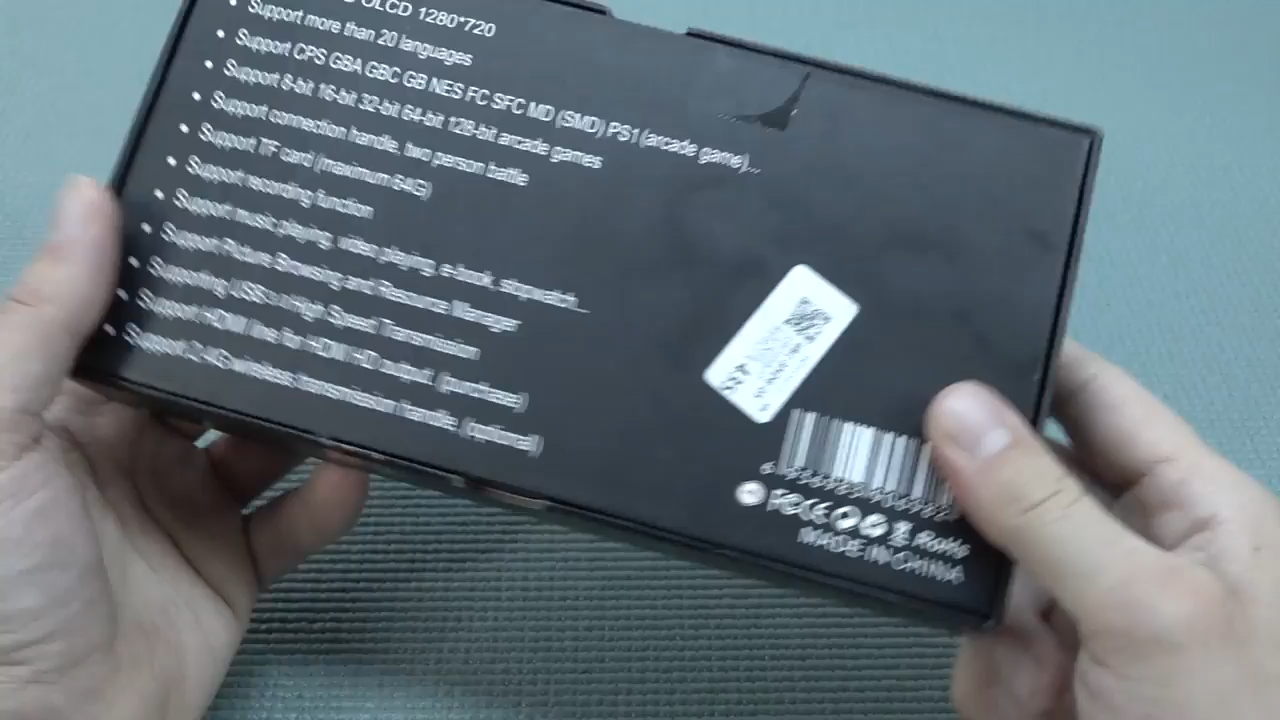 OLCD 1280*720
• Support more than 20 languages
• Support CPS GBA GBC GB NES FC SFC MD (SMD) PS1 (arcade game)...
• Support 8-bit 16-bit 32-bit 64-bit 128-bit arcade games
• Support connection handle, two person battle
• Support TF card (maximum 64G)
• Support recording function
• Support music playing, video playing, e-book, stopwatch...
• Support Picture Browsing and Resource Manager
• Supporting High Speed Transmission
• Support HDMI line for HDMI HD output (purchase)
• Support 2.4G wireless transmission handle, (optional)
FC CE RoHS
MADE IN CHINA